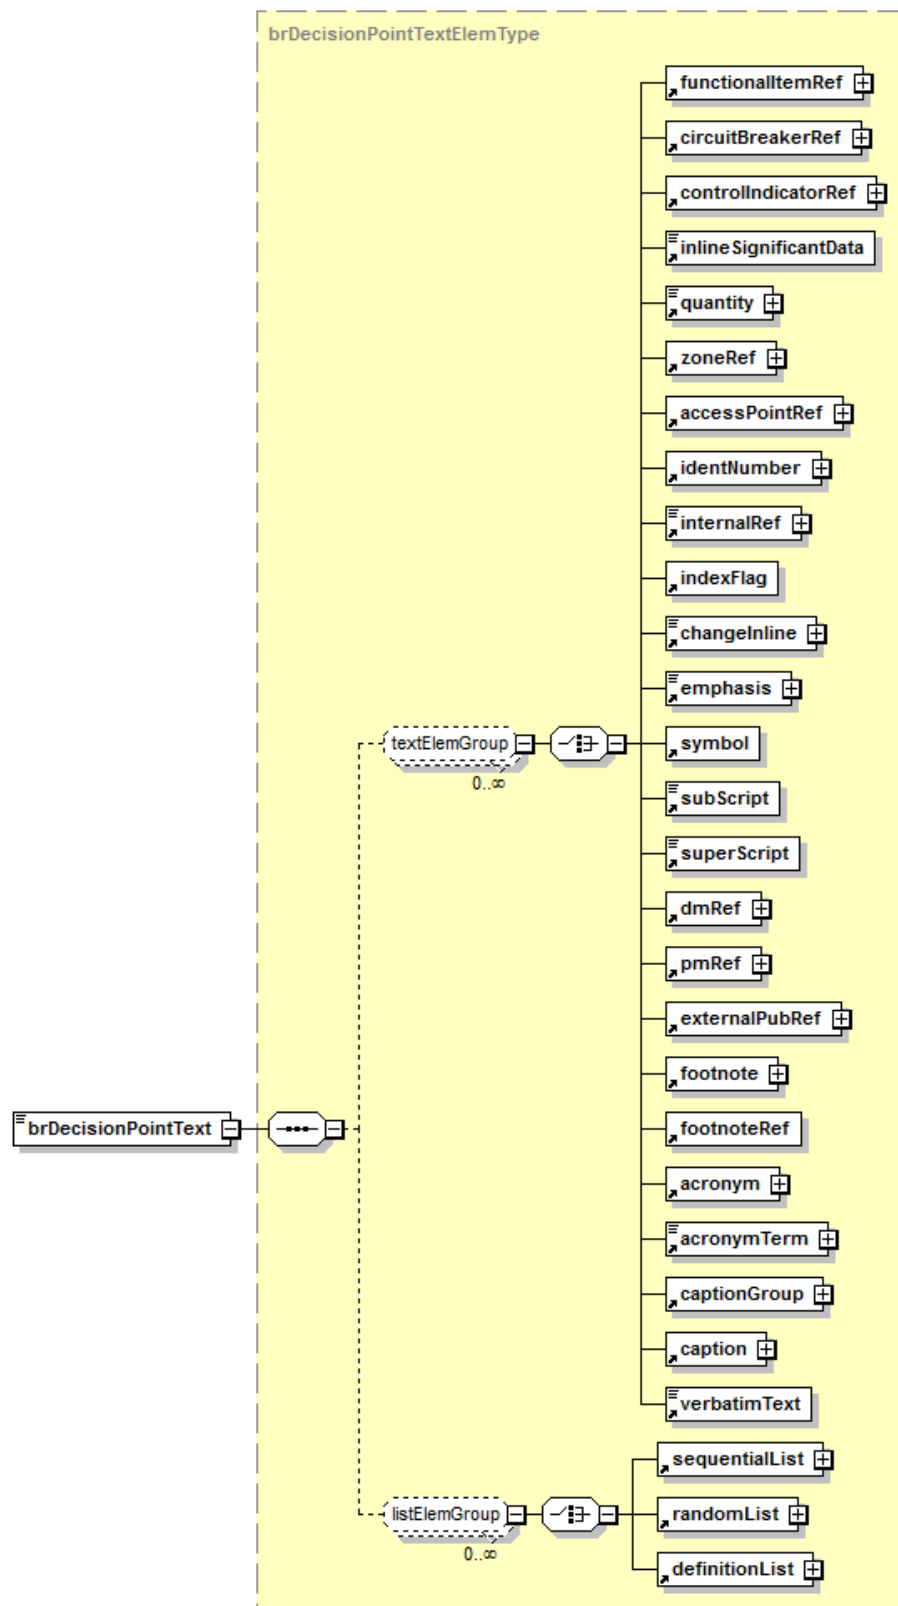 brDecisionPointTextElemType
functionalItemRef
circuitBreakerRef
controlIndicatorRef
inlineSignificantData
quantity
zoneRef
accessPointRef
identNumber
internalRef
indexFlag
changeInline
emphasis
textElemGroup
symbol
0..∞
subScript
superScript
dmRef
pmRef
externalPubRef
footnote
brDecisionPointText
footnoteRef
acronym
acronymTerm
captionGroup
caption
verbatimText
sequentialList
listElemGroup
randomList
0..∞
definitionList